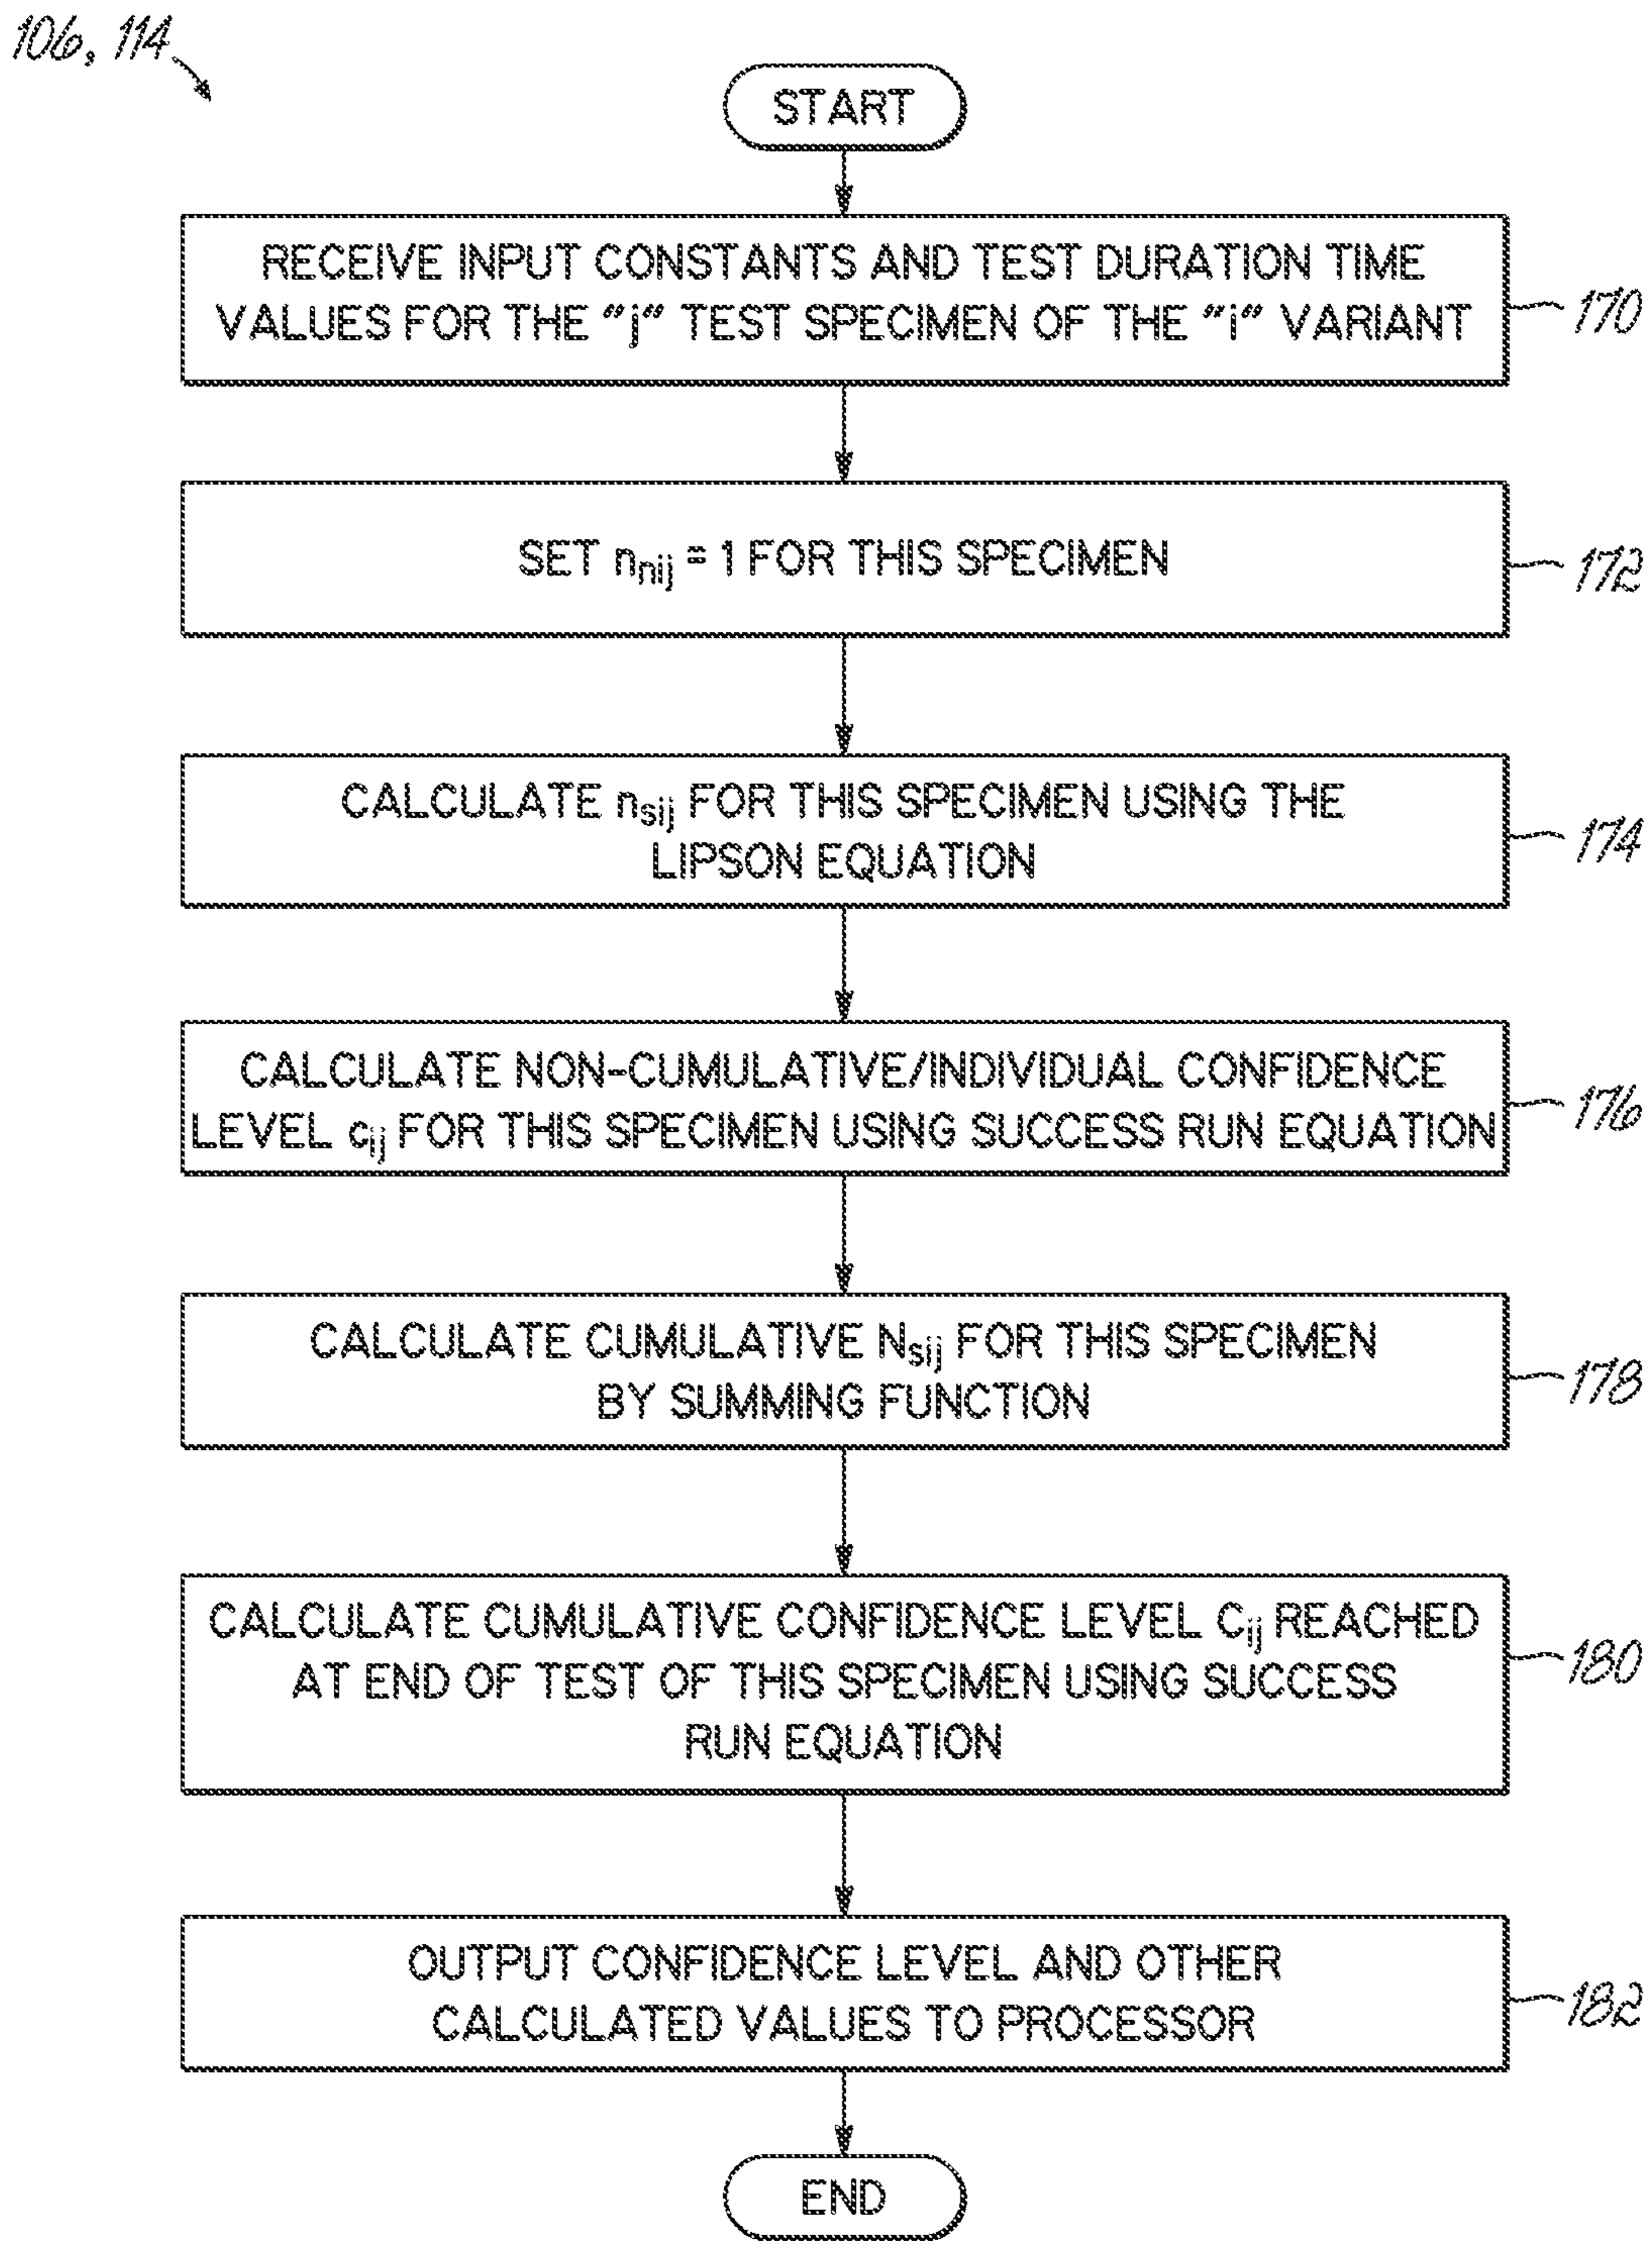 106, 114
START
RECEIVE INPUT CONSTANTS AND TEST DURATION TIME
VALUES FOR THE "j" TEST SPECIMEN OF THE "i" VARIANT
170
SET nnij = 1 FOR THIS SPECIMEN
172
CALCULATE nsij FOR THIS SPECIMEN USING THE
LIPSON EQUATION
174
CALCULATE NON-CUMULATIVE/INDIVIDUAL CONFIDENCE
LEVEL cij FOR THIS SPECIMEN USING SUCCESS RUN EQUATION
176
CALCULATE CUMULATIVE Nsij FOR THIS SPECIMEN
BY SUMMING FUNCTION
178
CALCULATE CUMULATIVE CONFIDENCE LEVEL Cij REACHED
AT END OF TEST OF THIS SPECIMEN USING SUCCESS
RUN EQUATION
180
OUTPUT CONFIDENCE LEVEL AND OTHER
CALCULATED VALUES TO PROCESSOR
182
END